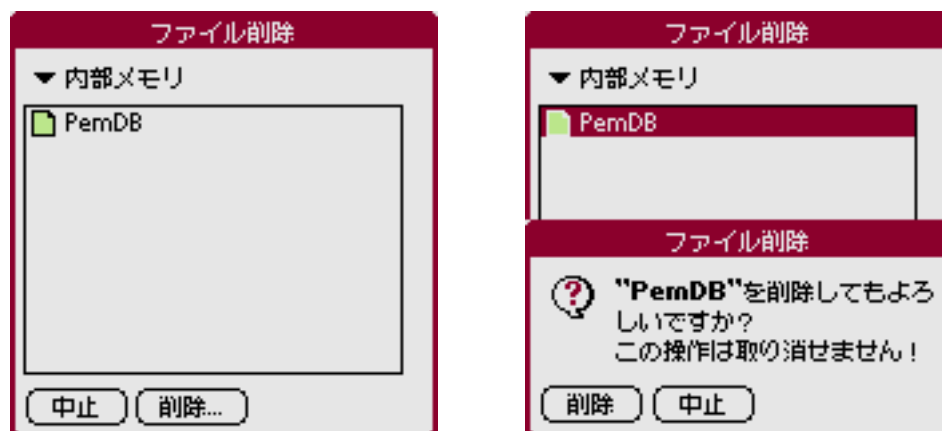 ファイル削除
▼ 内部メモリ
PemDB
中止
削除...
ファイル削除
▼ 内部メモリ
PemDB
ファイル削除
"PemDB"を削除してもよろ
しいですか?
この操作は取り消せません!
削除
中止